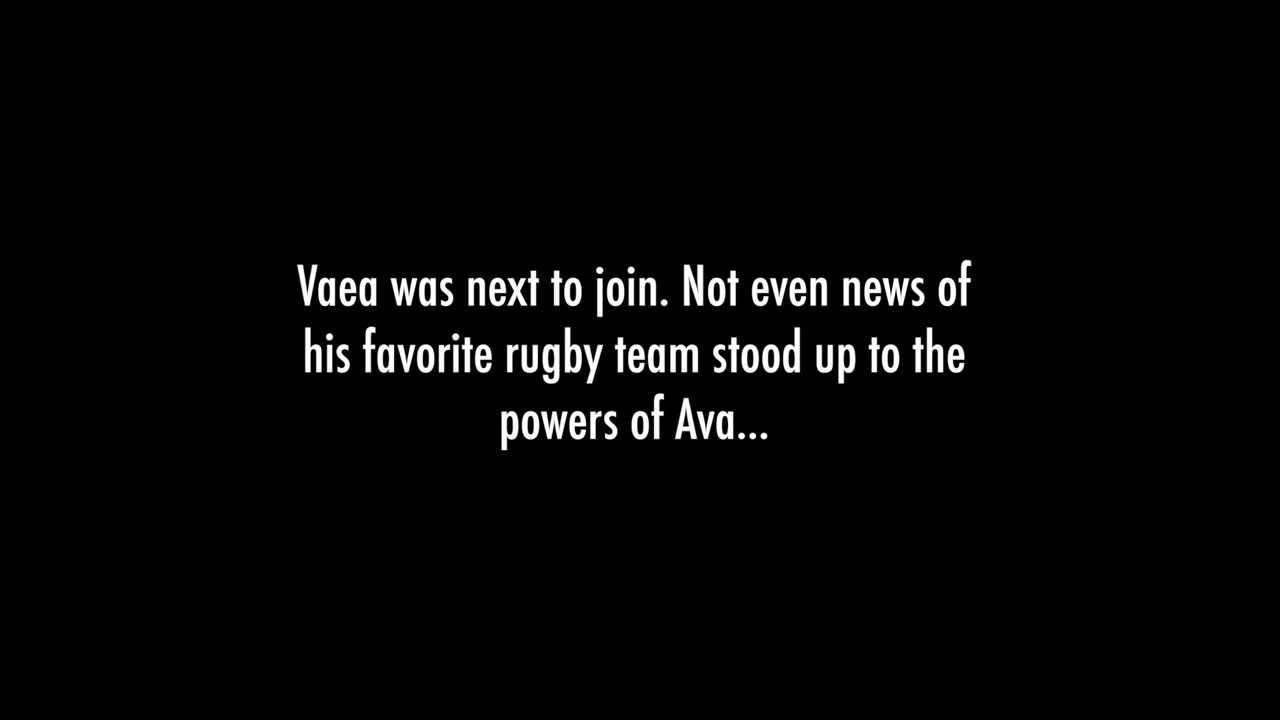 Vaea was next to join. Not even news of
his favorite rugby team stood up to the
powers of Ava...